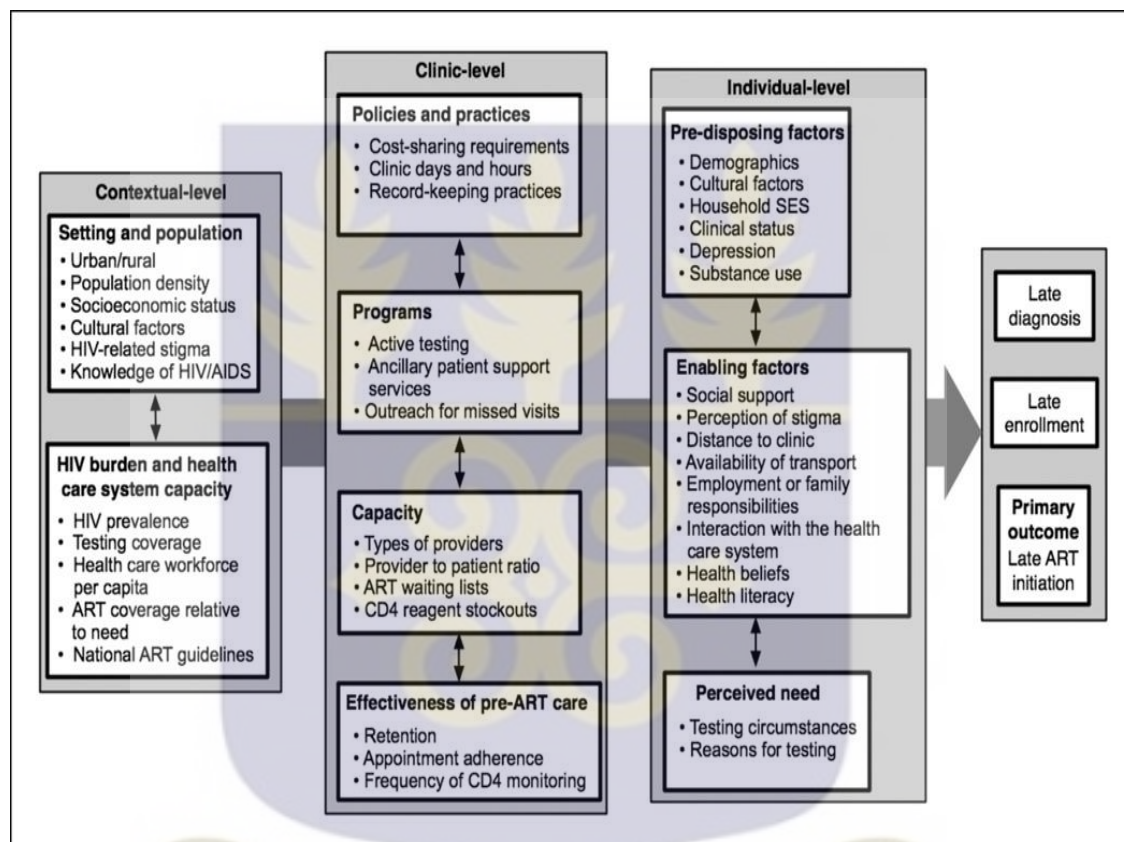 Contextual-level
Setting and population
• Urban/rural
• Population density
• Socioeconomic status
• Cultural factors
• HIV-related stigma
• Knowledge of HIV/AIDS
HIV burden and health
care system capacity
• HIV prevalence
• Testing coverage
• Health care workforce
per capita
• ART coverage relative
to need
• National ART guidelines
Clinic-level
Policies and practices
• Cost-sharing requirements
• Clinic days and hours
• Record-keeping practices
Programs
• Active testing
• Ancillary patient support
services
• Outreach for missed visits
Capacity
• Types of providers
• Provider to patient ratio
• ART waiting lists
• CD4 reagent stockouts
Effectiveness of pre-ART care
• Retention
• Appointment adherence
• Frequency of CD4 monitoring
Individual-level
Pre-disposing factors
• Demographics
• Cultural factors
• Household SES
• Clinical status
• Depression
• Substance use
Enabling factors
• Social support
• Perception of stigma
• Distance to clinic
• Availability of transport
• Employment or family
responsibilities
• Interaction with the health
care system
• Health beliefs
• Health literacy
Perceived need
• Testing circumstances
• Reasons for testing
Late
diagnosis
Late
enrollment
Primary
outcome
Late ART
initiation